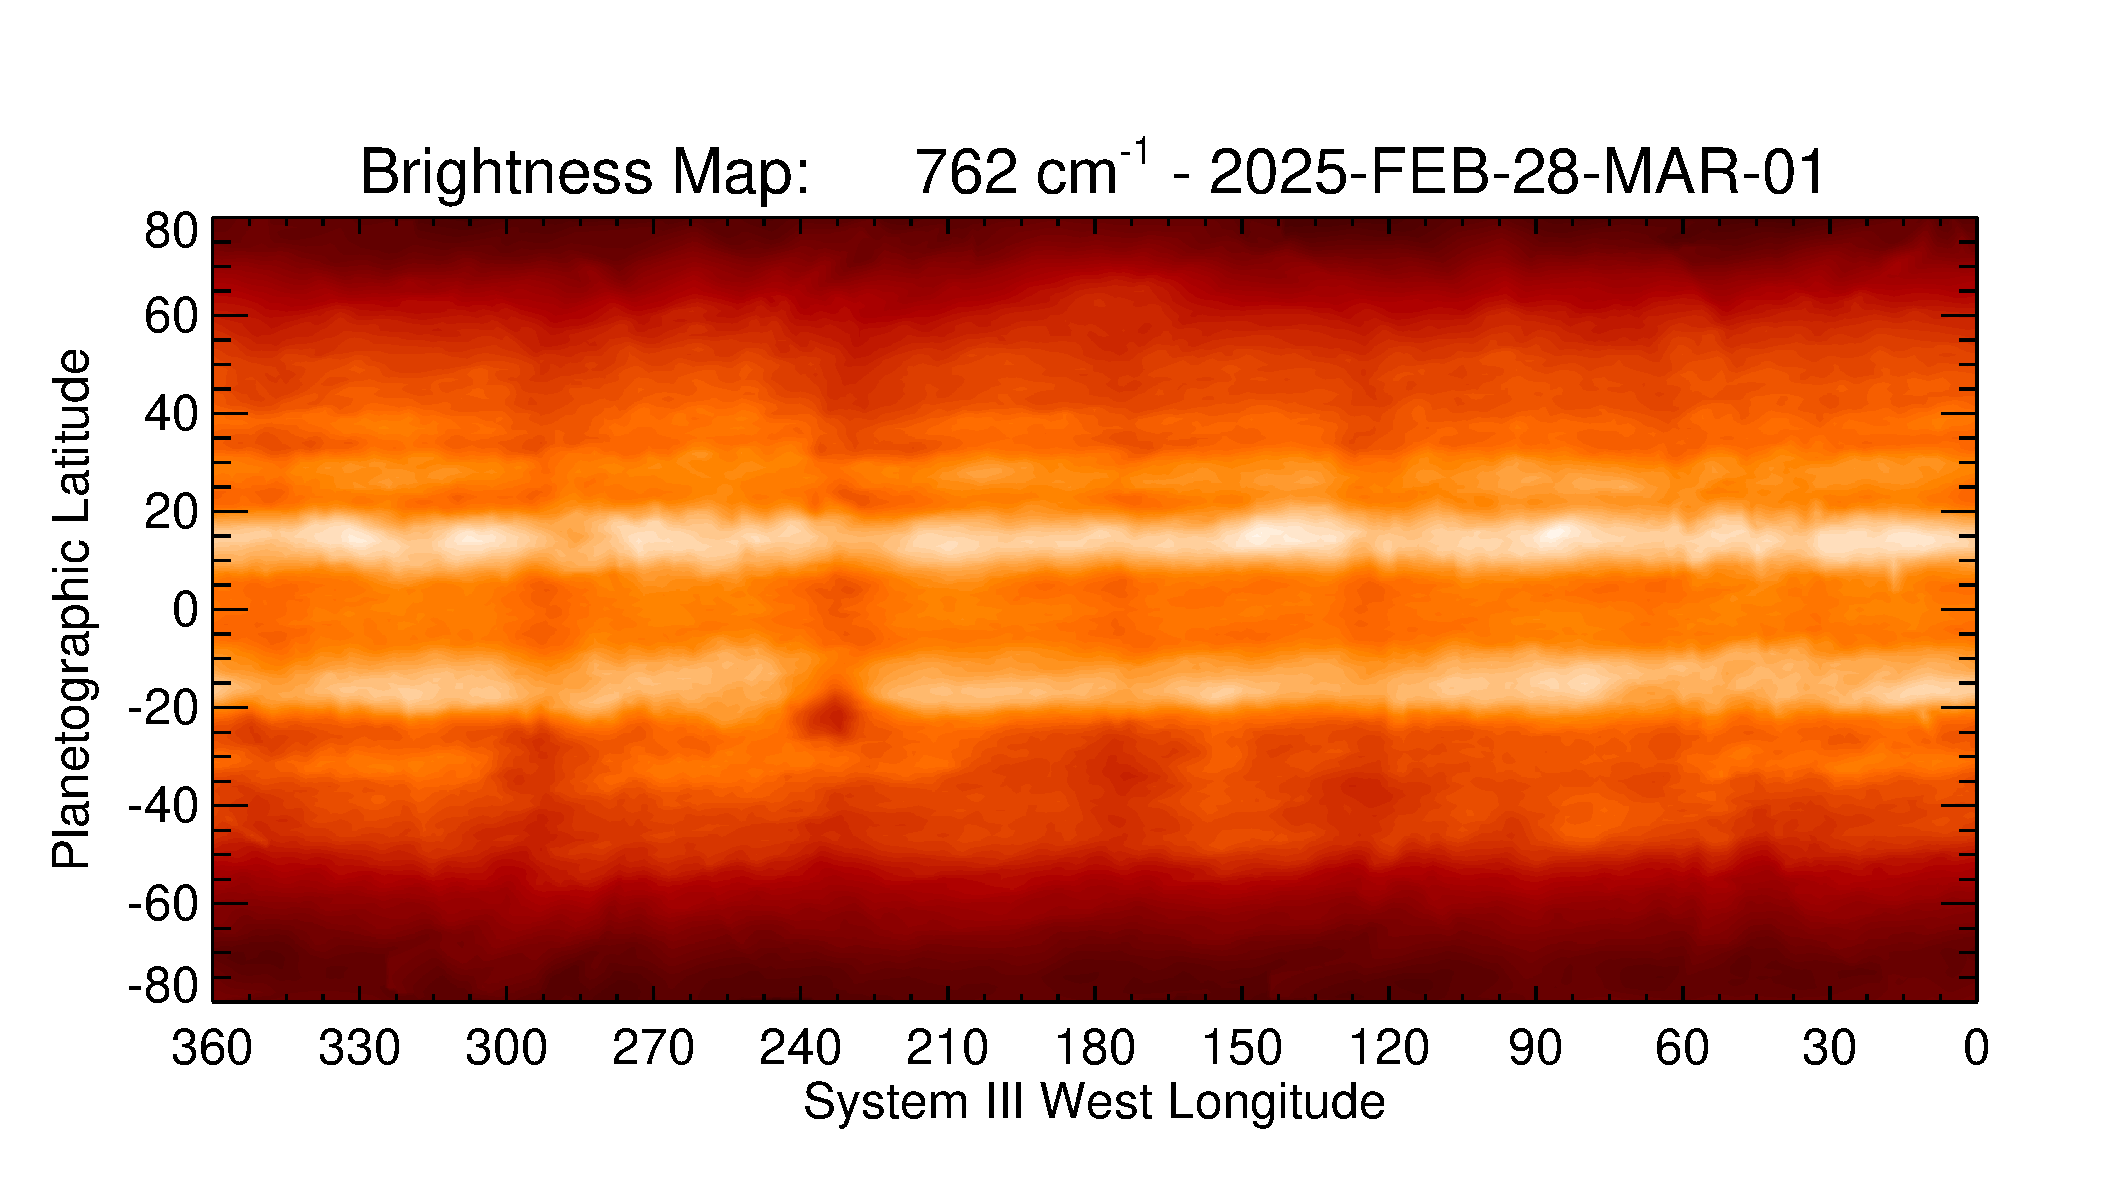 Brightness Map: 762 cm⁻¹ - 2025-FEB-28-MAR-01
80
60
40
20
0
-20
-40
-60
-80
Planetographic Latitude
360 330 300 270 240 210 180 150 120 90 60 30 0
System III West Longitude